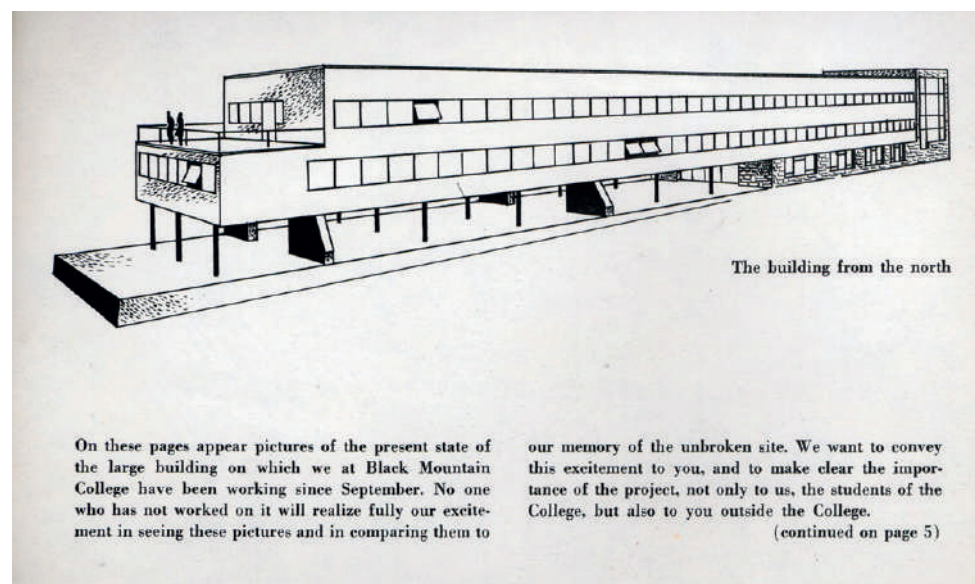 The building from the north
On these pages appear pictures of the present state of
the large building on which we at Black Mountain
College have been working since September. No one
who has not worked on it will realize fully our excite-
ment in seeing these pictures and in comparing them to
our memory of the unbroken site. We want to convey
this excitement to you, and to make clear the impor-
tance of the project, not only to us, the students of the
College, but also to you outside the College.
(continued on page 5)